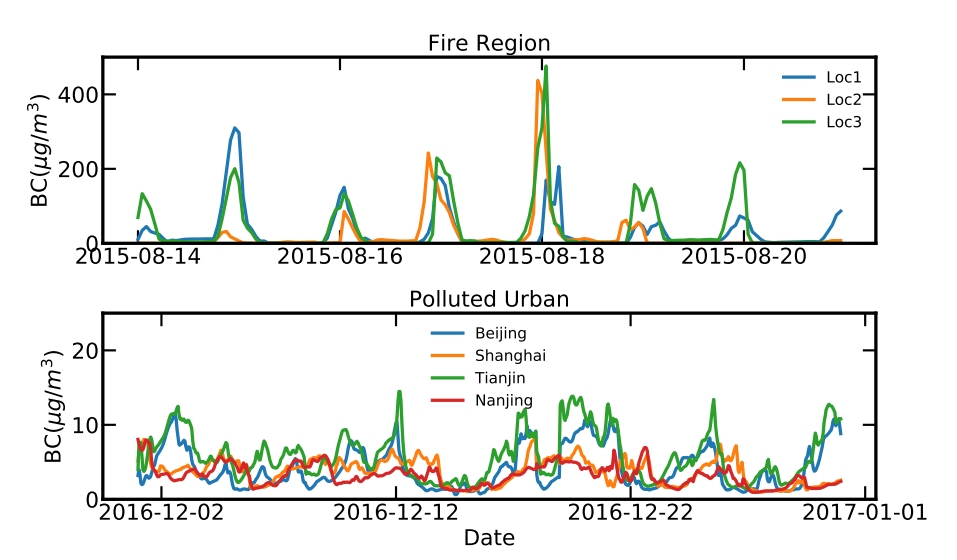 Fire Region
BC(μg/m³)
400
200
0
Loc1
Loc2
Loc3
2015-08-14 2015-08-16 2015-08-18 2015-08-20
Polluted Urban
BC(μg/m³)
20
10
0
Beijing
Shanghai
Tianjin
Nanjing
2016-12-02 2016-12-12 2016-12-22 2017-01-01
Date